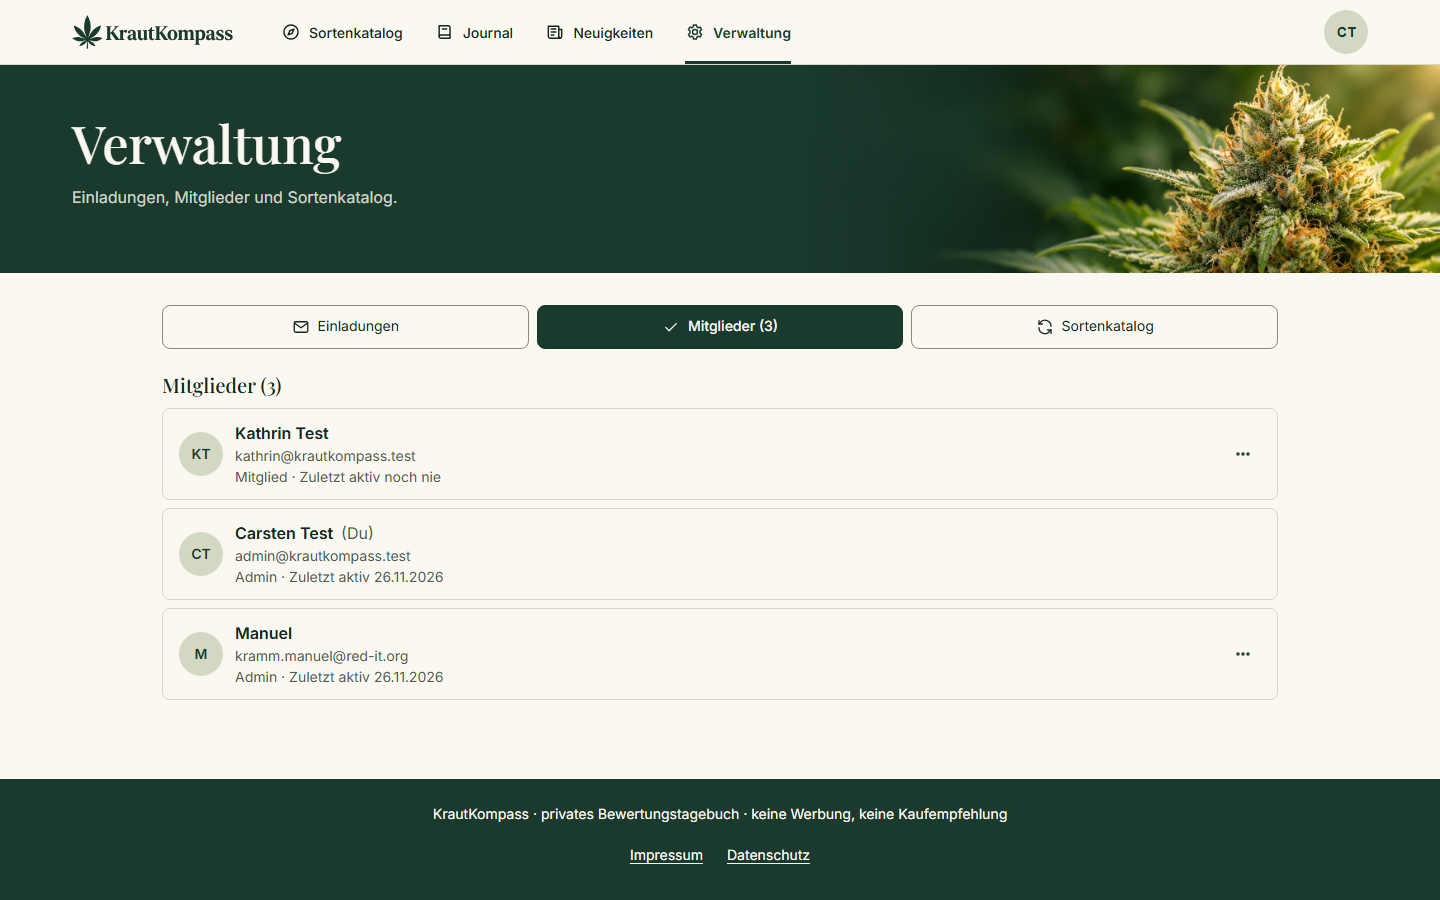 KrautKompass
Sortenkatalog
Journal
Neuigkeiten
Verwaltung
CT
Verwaltung
Einladungen, Mitglieder und Sortenkatalog.
Einladungen
Mitglieder (3)
Sortenkatalog
Mitglieder (3)
KT
Kathrin Test
kathrin@krautkompass.test
Mitglied · Zuletzt aktiv noch nie
CT
Carsten Test (Du)
admin@krautkompass.test
Admin · Zuletzt aktiv 26.11.2026
M
Manuel
kramm.manuel@red-it.org
Admin · Zuletzt aktiv 26.11.2026
KrautKompass · privates Bewertungstagebuch · keine Werbung, keine Kaufempfehlung
Impressum
Datenschutz